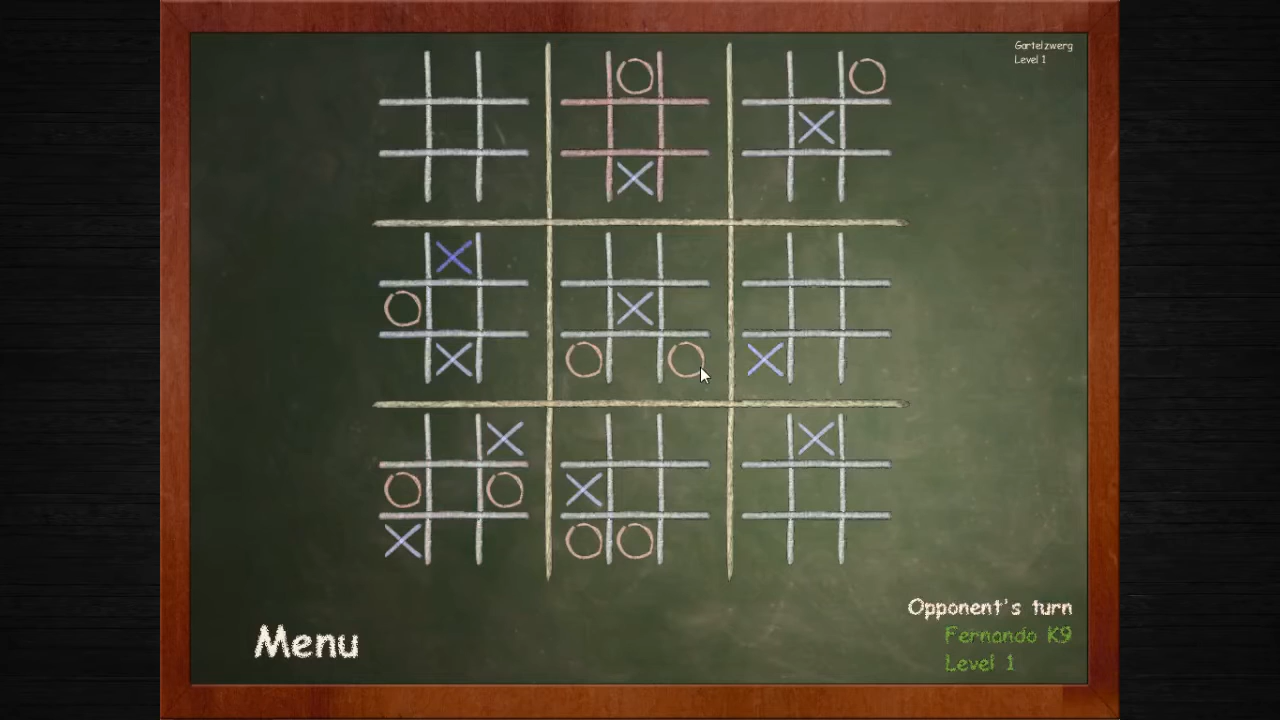 Gartelzwerg
Level 1
Opponent's turn
Fernando K9
Level 1
Menu